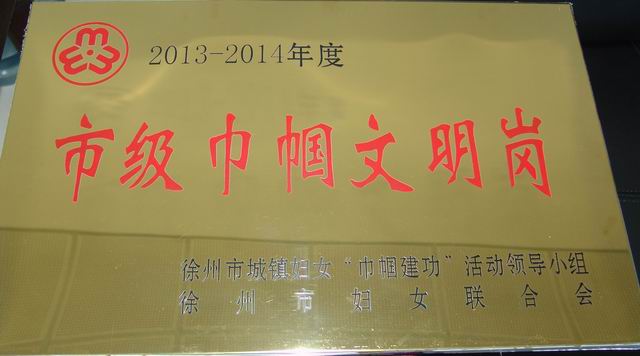 2013-2014年度
市级巾帼文明岗
徐州市城镇妇女“巾帼建功”活动领导小组
徐州市妇女联合会